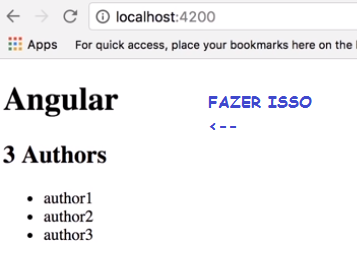 localhost:4200
Apps
For quick access, place your bookmarks here on the
Angular
FAZER ISSO
<--
3 Authors
author1
author2
author3